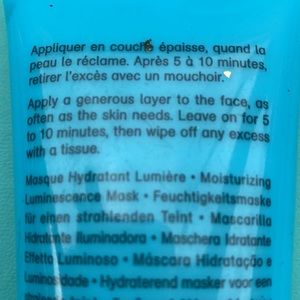 Appliquer en couche épaisse, quand la
peau le réclame. Après 5 à 10 minutes,
retirer l'excès avec un mouchoir.
Apply a generous layer to the face, as
often as the skin needs. Leave on for 5
to 10 minutes, then wipe off any excess
with a tissue.
Masque Hydratant Lumière • Moisturizing
Luminescence Mask • Feuchtigkeitsmaske
für einen strahlenden Teint • Mascarilla
Hidratante Iluminadora • Maschera Idratante
Effetto Luminoso • Máscara Hidratação e
Luminosidade • Hydraterend masker voor een